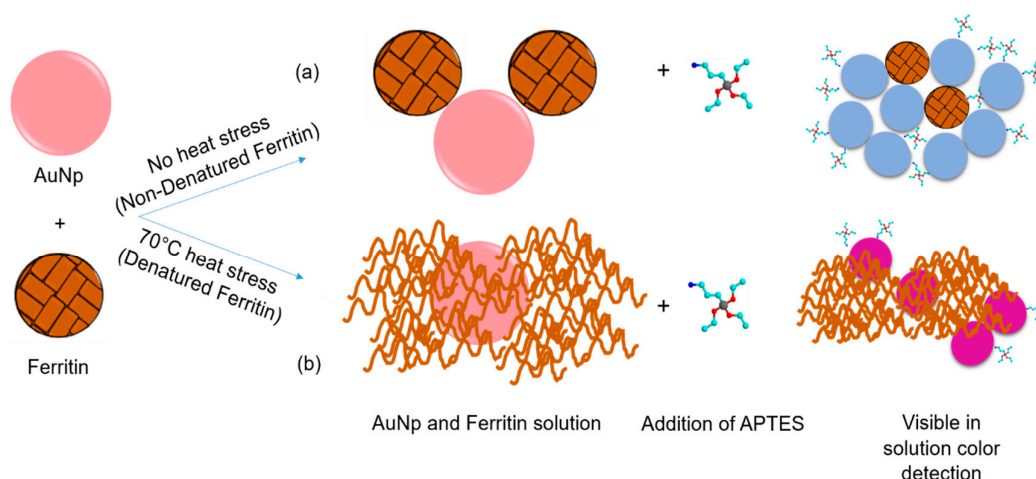 AuNp
+
Ferritin
No heat stress
(Non-Denatured Ferritin)
70°C heat stress
(Denatured Ferritin)
(a)
+
(b)
+
AuNp and Ferritin solution
Addition of APTES
Visible in
solution color
detection